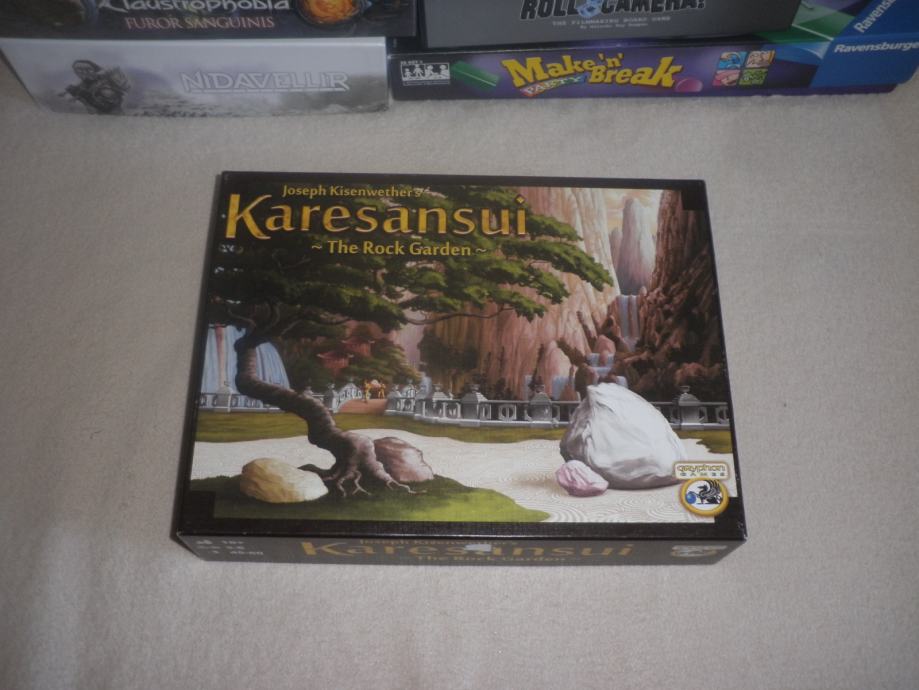 Claustrophobia
FUROR SANGUINIS
ROLL CAMERA!
THE FILMMAKING BOARD GAME
NIDAVELLIR
Make 'n' Break
PARTY
Ravensburger
Joseph Kisenwether's
Karesansui
~ The Rock Garden ~
gryphon
GAMES
Karesansui
~ The Rock Garden ~